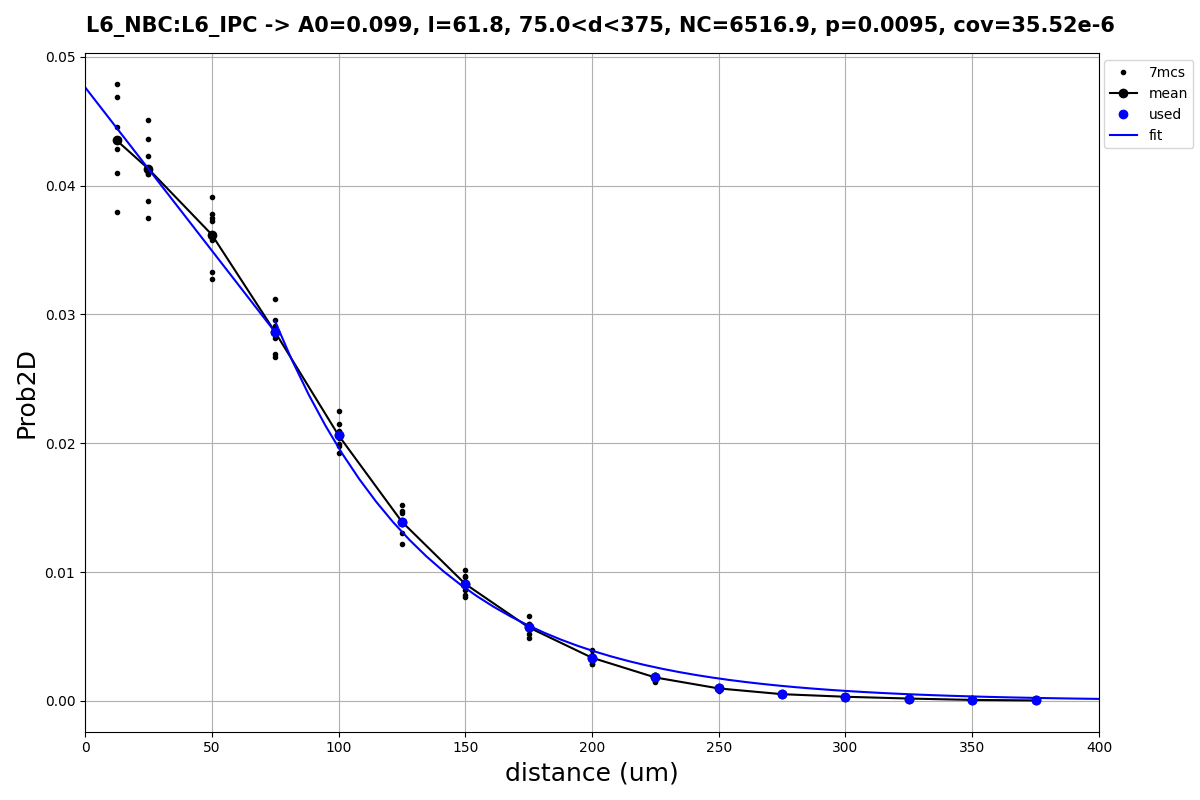 L6_NBC:L6_IPC -> A0=0.099, l=61.8, 75.0<d<375, NC=6516.9, p=0.0095, cov=35.52e-6
7mcs
mean
used
fit
Prob2D
0.05
0.04
0.03
0.02
0.01
0.00
0 50 100 150 200 250 300 350 400
distance (um)